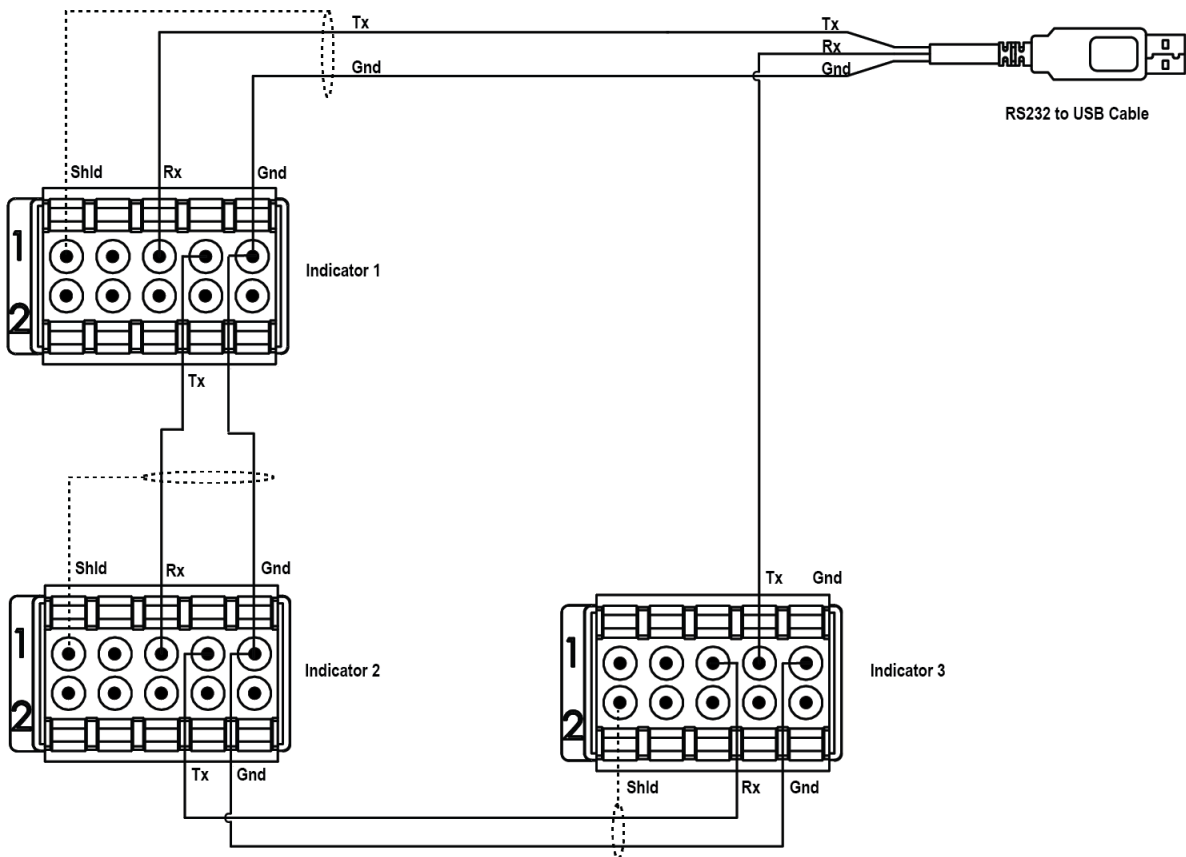 Tx Tx
Rx
Gnd Gnd
RS232 to USB Cable
Shld Rx Gnd
1
Indicator 1
2
Tx
Shld Rx Gnd
Tx Gnd
1
Indicator 2
1
Indicator 3
2
2
Tx Gnd
Shld Rx Gnd